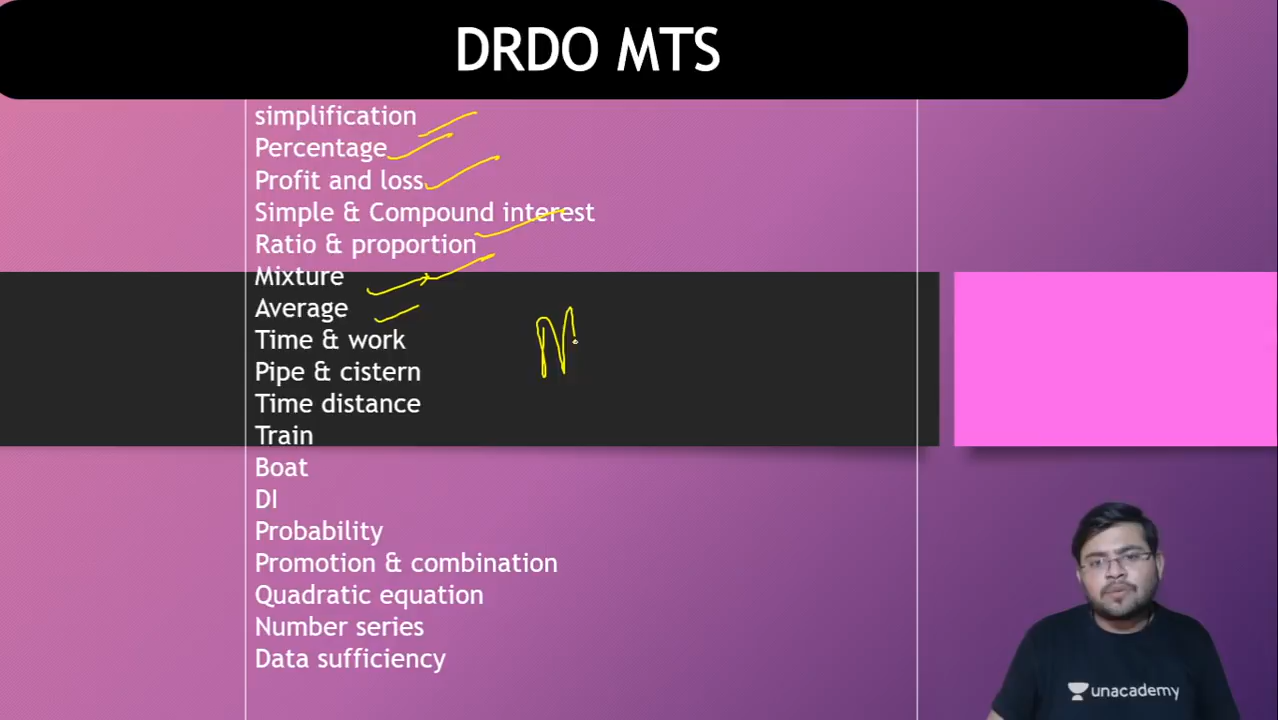 DRDO MTS
simplification
Percentage
Profit and loss
Simple & Compound interest
Ratio & proportion
Mixture
Average
Time & work
Pipe & cistern
Time distance
Train
Boat
DI
Probability
Promotion & combination
Quadratic equation
Number series
Data sufficiency
unacademy